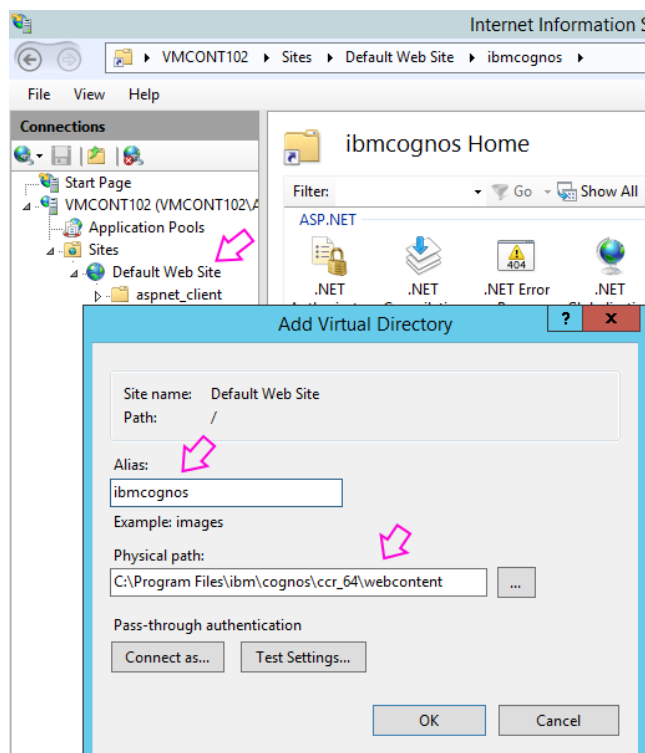 Internet Information S
VMCONT102 Sites Default Web Site ibmcognos
File View Help
Connections
ibmcognos Home
Start Page
Filter: Go Show All
VMCONT102 (VMCONT102\A
ASP.NET
Application Pools
Sites
Default Web Site
404
aspnet_client
.NET .NET .NET Error .NET
Add Virtual Directory ? x
Site name: Default Web Site
Path: /
Alias:
ibmcognos
Example: images
Physical path:
C:\Program Files\ibm\cognos\ccr_64\webcontent
...
Pass-through authentication
Connect as... Test Settings...
OK Cancel